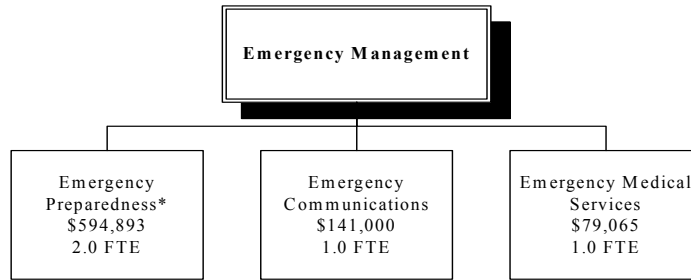 Emergency Management
Emergency
Preparedness*
$594,893
2.0 FTE
Emergency
Communications
$141,000
1.0 FTE
Emergency Medical
Services
$79,065
1.0 FTE